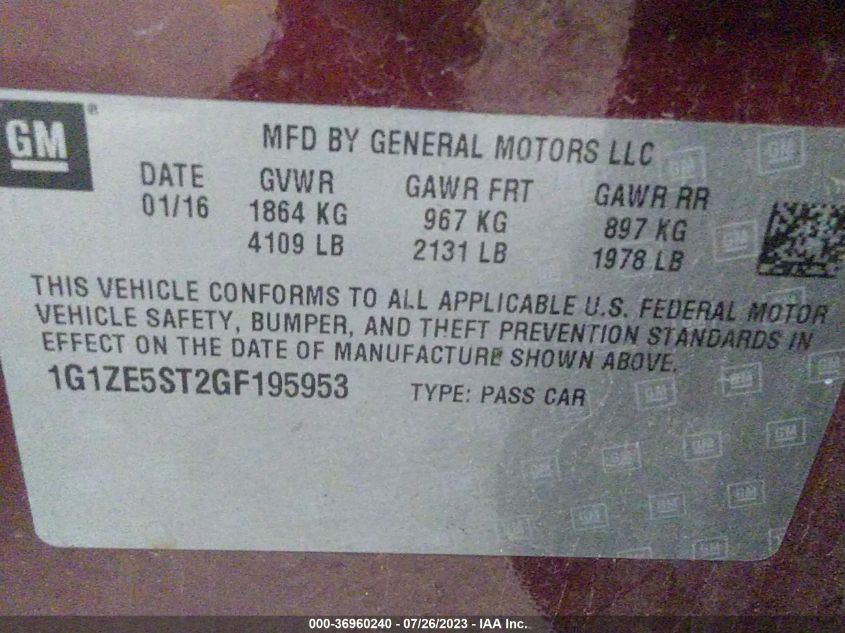 GM ®
MFD BY GENERAL MOTORS LLC
DATE GVWR GAWR FRT GAWR RR
01/16 1864 KG 967 KG 897 KG
4109 LB 2131 LB 1978 LB
THIS VEHICLE CONFORMS TO ALL APPLICABLE U.S. FEDERAL MOTOR
VEHICLE SAFETY, BUMPER, AND THEFT PREVENTION STANDARDS IN
EFFECT ON THE DATE OF MANUFACTURE SHOWN ABOVE.
1G1ZE5ST2GF195953 TYPE: PASS CAR
000-36960240 - 07/26/2023 - IAA Inc.